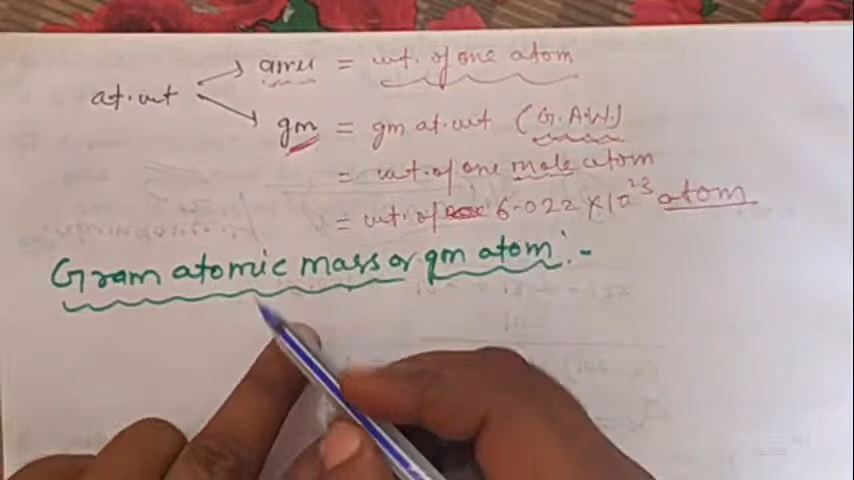 at.wt → amu = wt. of one atom
→ gm = gm at.wt (G.A.W.)
= wt. of one mole atom
= wt. of 6.022 × 10²³ atom
Gram atomic mass or gm atom :-